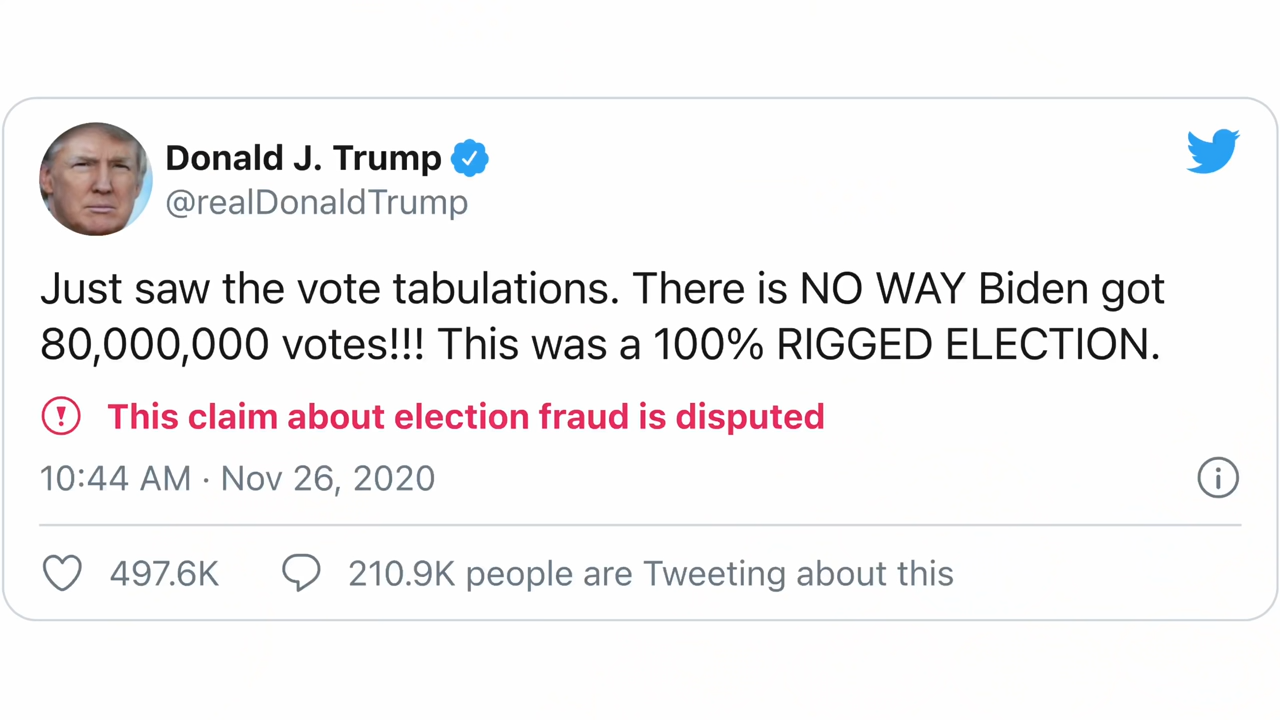 Donald J. Trump
@realDonaldTrump
Just saw the vote tabulations. There is NO WAY Biden got
80,000,000 votes!!! This was a 100% RIGGED ELECTION.
This claim about election fraud is disputed
10:44 AM · Nov 26, 2020
497.6K 210.9K people are Tweeting about this